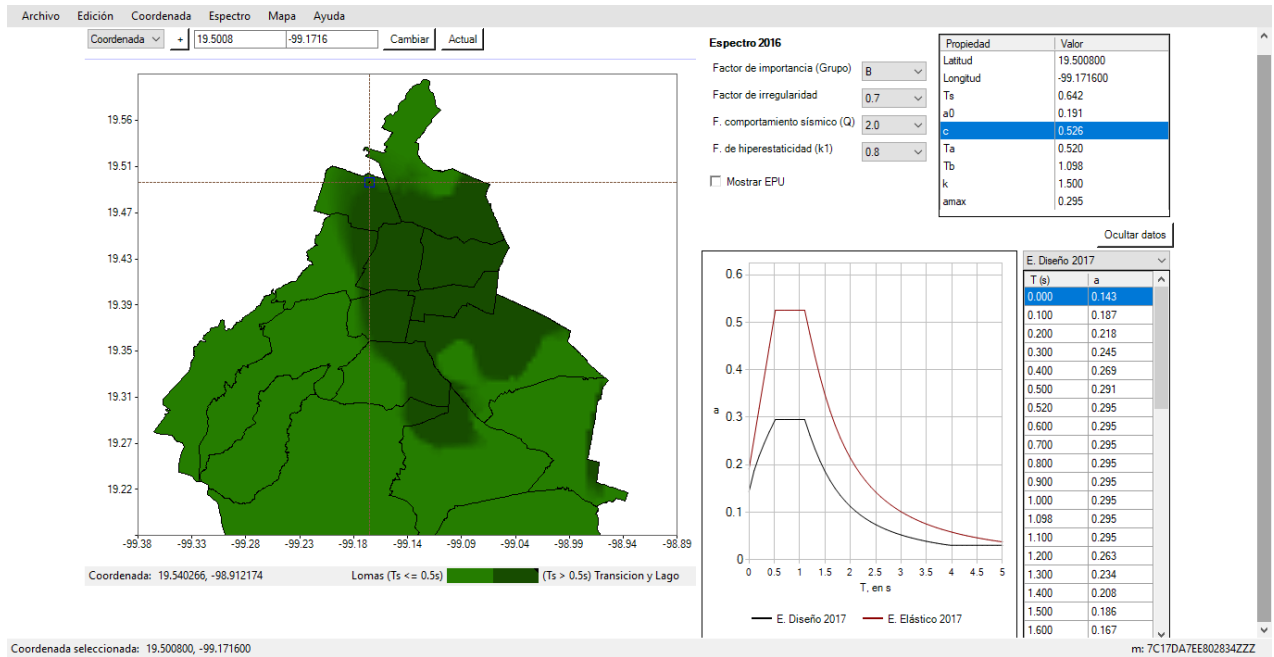 Archivo Edición Coordenada Espectro Mapa Ayuda
Coordenada + 19.5008 -99.1716 Cambiar Actual
19.56
19.51
19.47
19.43
19.39
19.35
19.31
19.27
19.22
-99.38 -99.33 -99.28 -99.23 -99.18 -99.14 -99.09 -99.04 -98.99 -98.94 -98.89
Coordenada: 19.540266, -98.912174 Lomas (Ts <= 0.5s) (Ts > 0.5s) Transicion y Lago
Espectro 2016
Factor de importancia (Grupo) B
Factor de irregularidad 0.7
F. comportamiento sísmico (Q) 2.0
F. de hiperestaticidad (k1) 0.8
Mostrar EPU
Propiedad Valor
Latitud 19.500800
Longitud -99.171600
Ts 0.642
a0 0.191
c 0.526
Ta 0.520
Tb 1.098
k 1.500
amax 0.295
Ocultar datos
0.6
0.5
0.4
a 0.3
0.2
0.1
0
0 0.5 1 1.5 2 2.5 3 3.5 4 4.5 5
T, en s
E. Diseño 2017 E. Elástico 2017
E. Diseño 2017
T (s) a
0.000 0.143
0.100 0.187
0.200 0.218
0.300 0.245
0.400 0.269
0.500 0.291
0.520 0.295
0.600 0.295
0.700 0.295
0.800 0.295
0.900 0.295
1.000 0.295
1.098 0.295
1.100 0.295
1.200 0.263
1.300 0.234
1.400 0.208
1.500 0.186
1.600 0.167
Coordenada seleccionada: 19.500800, -99.171600 m: 7C17DA7EE802834ZZZ